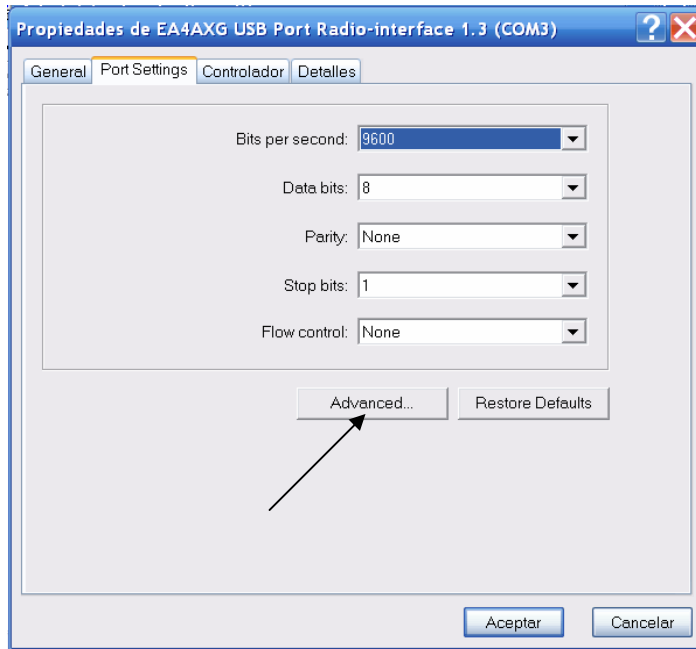 Propiedades de EA4AXG USB Port Radio-interface 1.3 (COM3)
General Port Settings Controlador Detalles
Bits per second: 9600
Data bits: 8
Parity: None
Stop bits: 1
Flow control: None
Advanced... Restore Defaults
Aceptar Cancelar